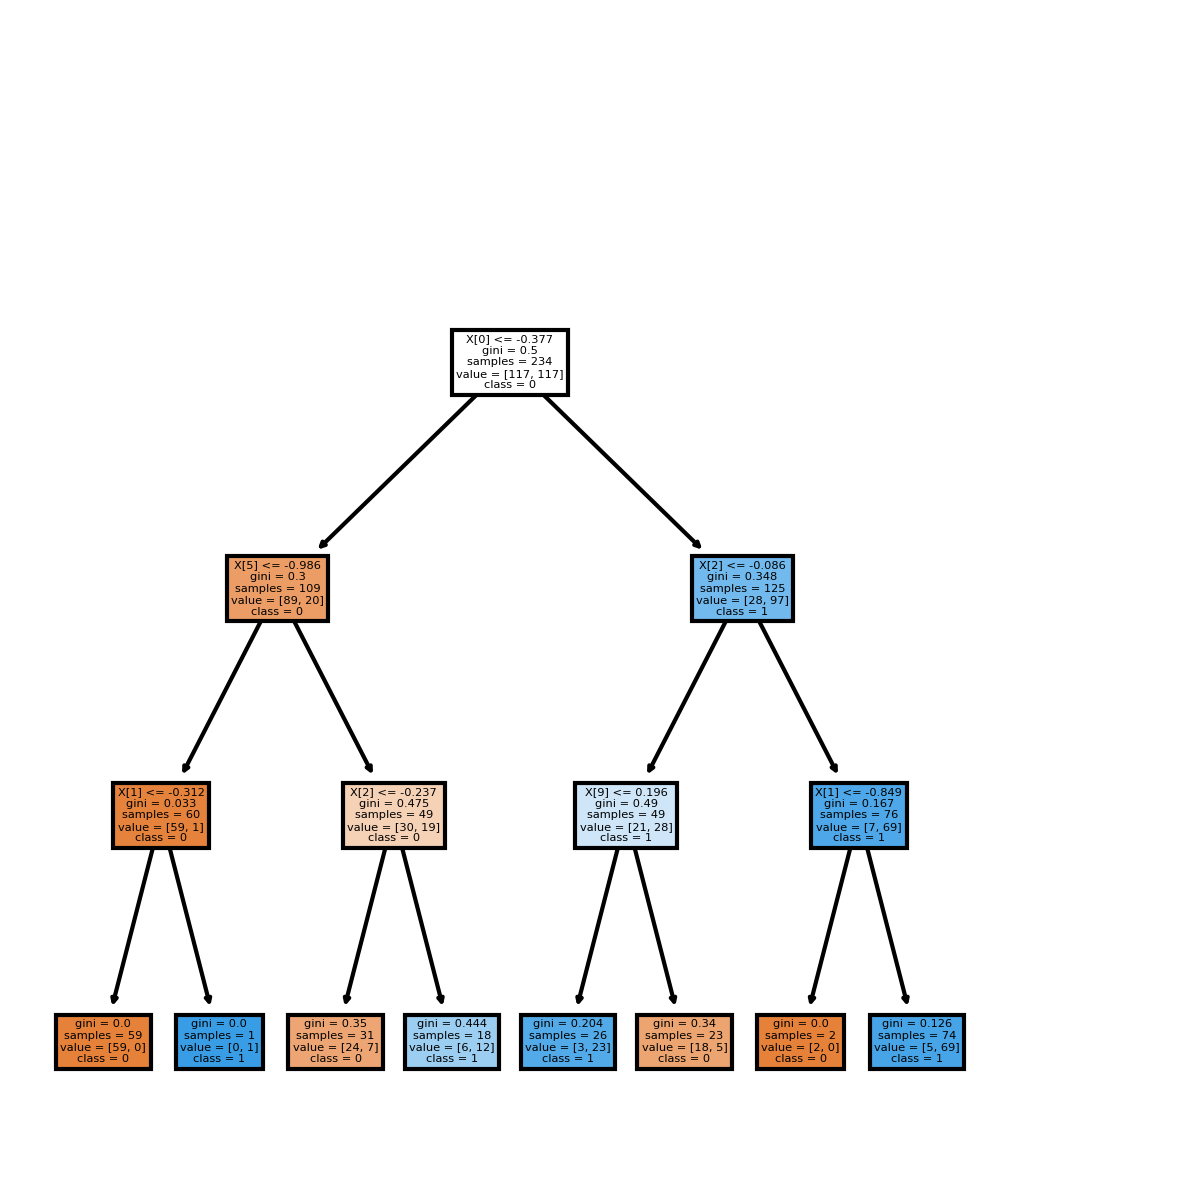 X[0] <= -0.377
gini = 0.5
samples = 234
value = [117, 117]
class = 0
X[5] <= -0.986
gini = 0.3
samples = 109
value = [89, 20]
class = 0
X[2] <= -0.086
gini = 0.348
samples = 125
value = [28, 97]
class = 1
X[1] <= -0.312
gini = 0.033
samples = 60
value = [59, 1]
class = 0
X[2] <= -0.237
gini = 0.475
samples = 49
value = [30, 19]
class = 0
X[9] <= 0.196
gini = 0.49
samples = 49
value = [21, 28]
class = 1
X[1] <= -0.849
gini = 0.167
samples = 76
value = [7, 69]
class = 1
gini = 0.0
samples = 59
value = [59, 0]
class = 0
gini = 0.0
samples = 1
value = [0, 1]
class = 1
gini = 0.35
samples = 31
value = [24, 7]
class = 0
gini = 0.444
samples = 18
value = [6, 12]
class = 1
gini = 0.204
samples = 26
value = [3, 23]
class = 1
gini = 0.34
samples = 23
value = [18, 5]
class = 0
gini = 0.0
samples = 2
value = [2, 0]
class = 0
gini = 0.126
samples = 74
value = [5, 69]
class = 1